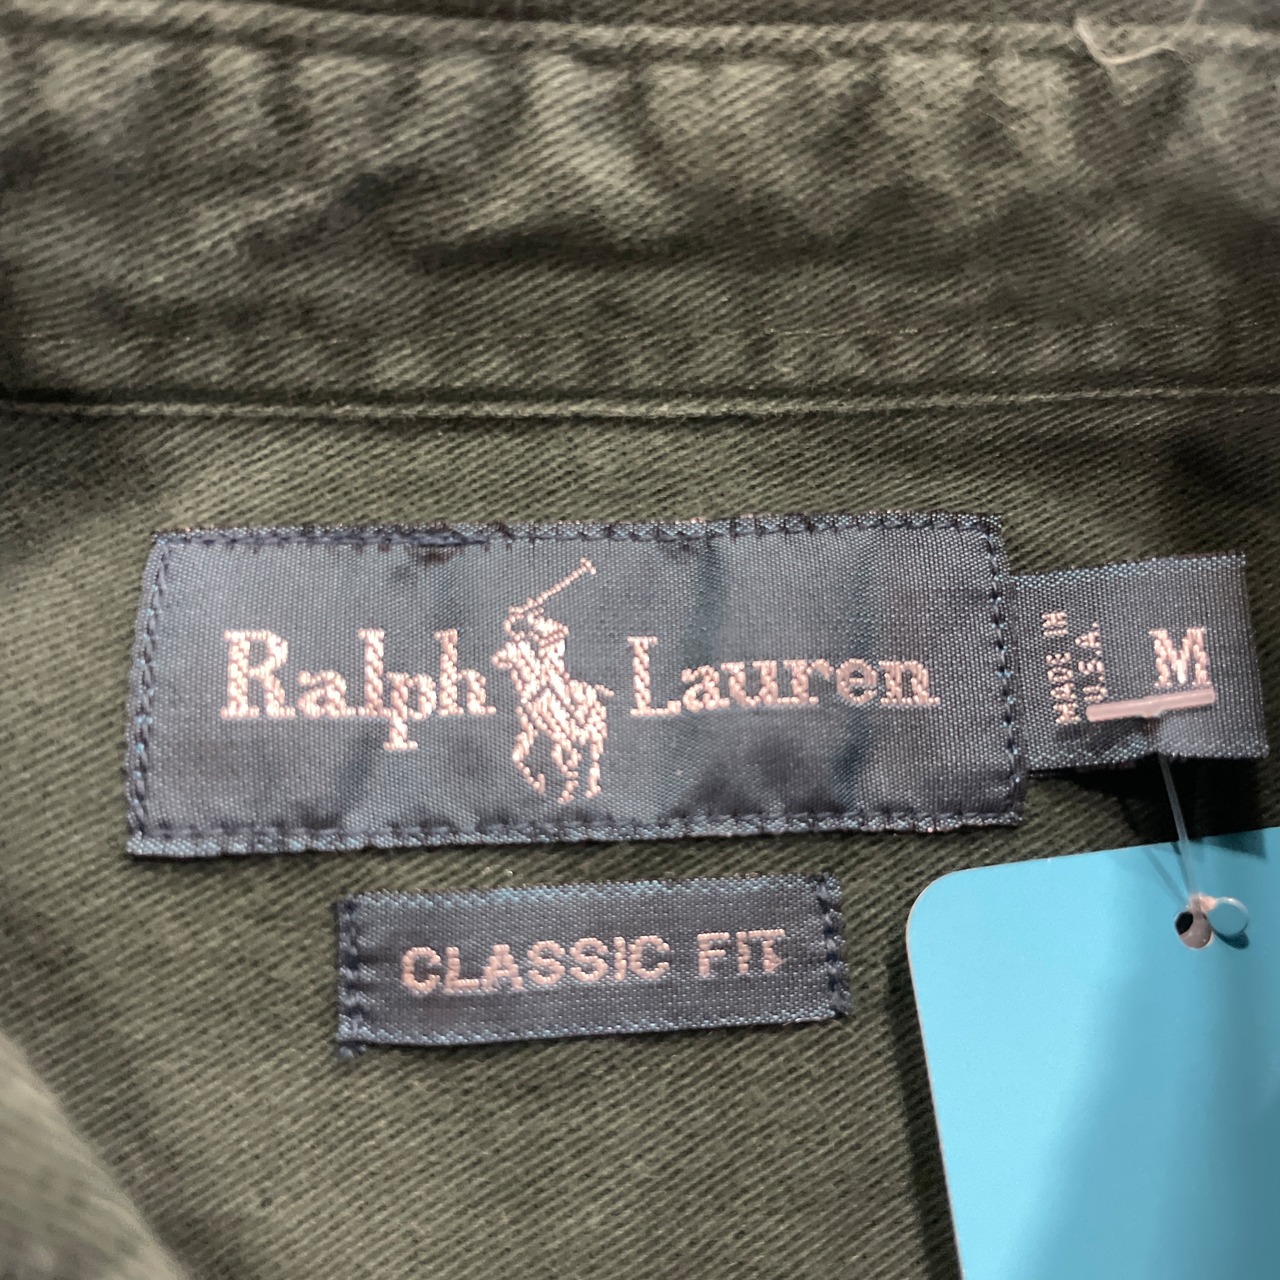 Ralph Lauren
MADE IN
U.S.A.
M
CLASSIC FIT